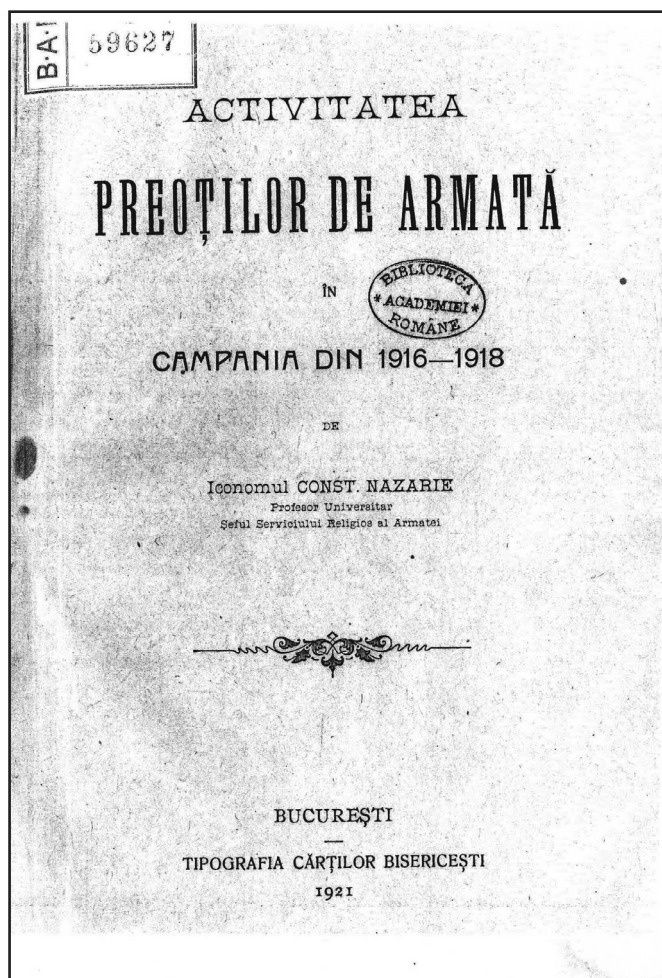 B.A.R
59627
ACTIVITATEA
PREOȚILOR DE ARMATĂ
ÎN
BIBLIOTECA
* ACADEMIEI *
ROMÂNE
CAMPANIA DIN 1916—1918
DE
Iconomul CONST. NAZARIE
Profesor Universitar
Șeful Serviciului Religios al Armatei
BUCUREȘTI
TIPOGRAFIA CĂRȚILOR BISERICEȘTI
1921